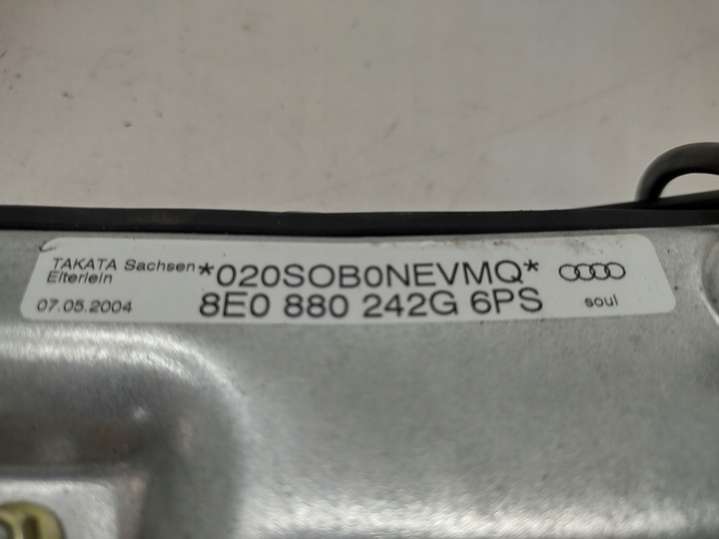 TAKATA Sachsen *020SOB0NEVMQ*
Elterlein
07.05.2004 8E0 880 242G 6PS soul